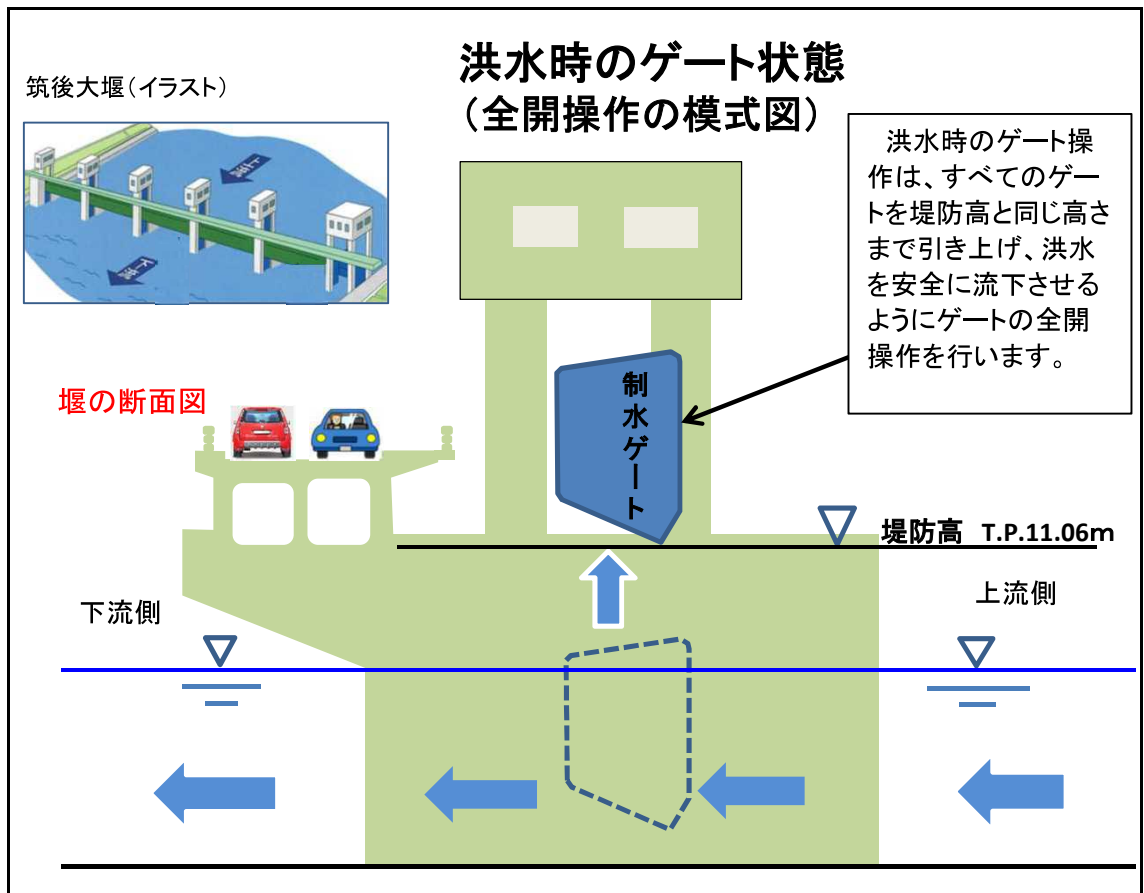 洪水時のゲート状態
（全開操作の模式図）
筑後大堰（イラスト）
上流
下流
洪水時のゲート操
作は、すべてのゲー
トを堤防高と同じ高さ
まで引き上げ、洪水
を安全に流下させる
ようにゲートの全開
操作を行います。
堰の断面図
制水ゲート
堤防高 T.P.11.06m
下流側
上流側